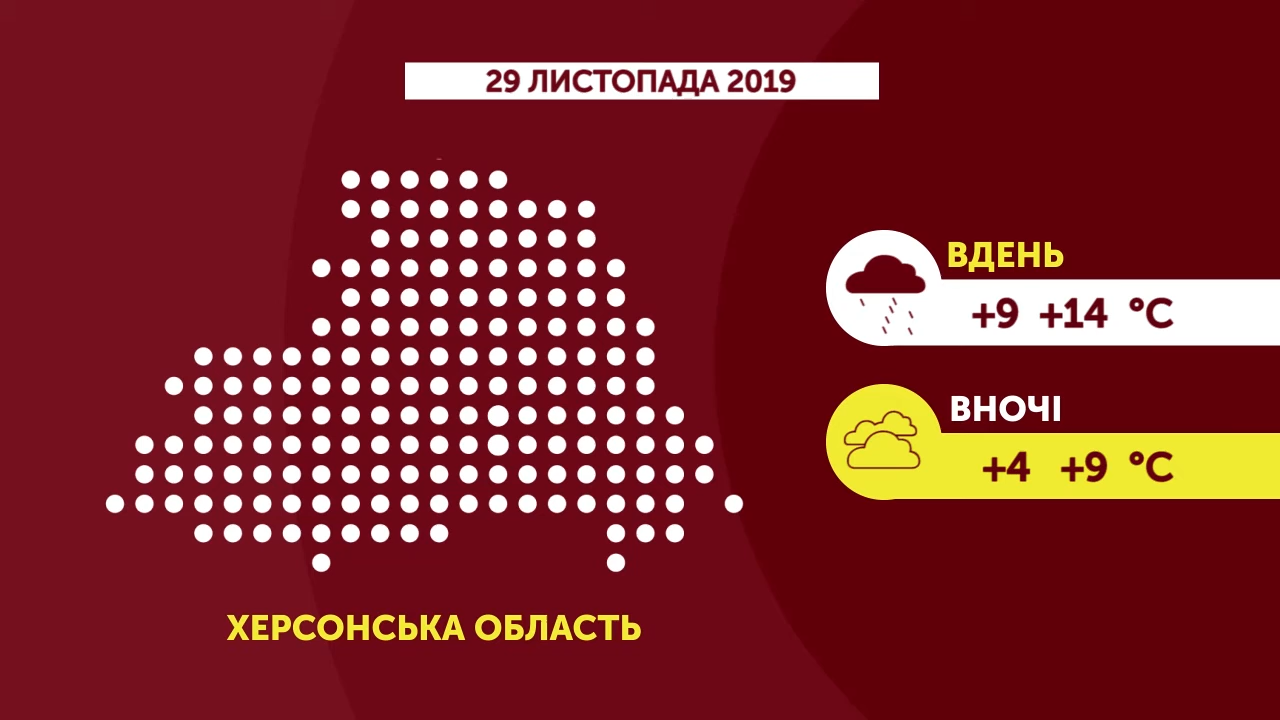 29 ЛИСТОПАДА 2019
ВДЕНЬ
+9 +14 °C
ВНОЧІ
+4 +9 °C
ХЕРСОНСЬКА ОБЛАСТЬ